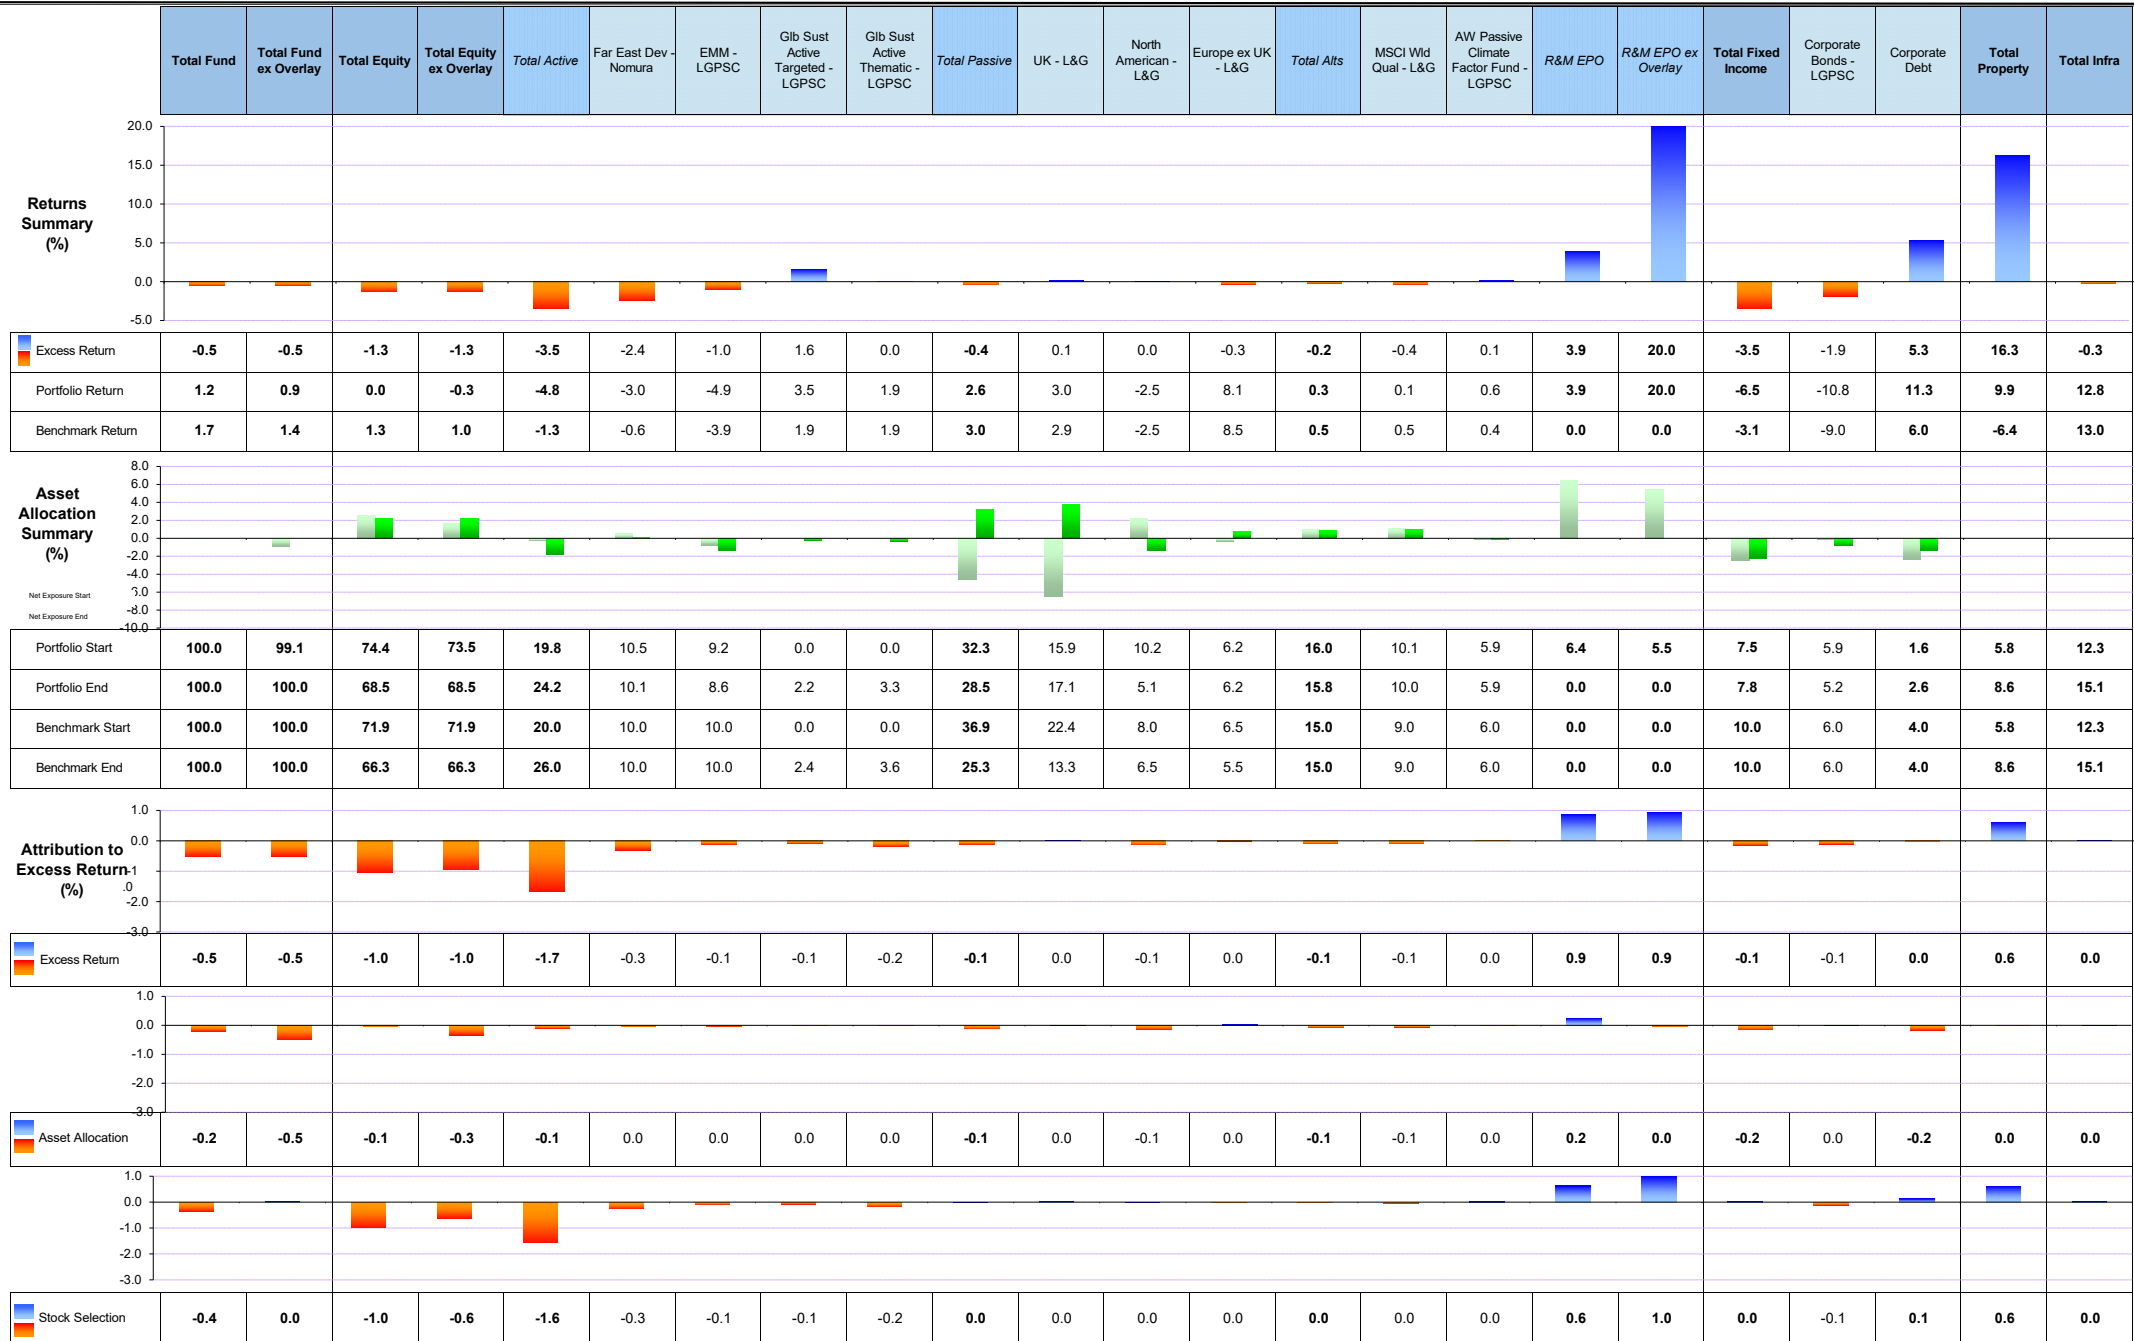 Total Fund
Total Fund ex Overlay
Total Equity
Total Equity ex Overlay
Total Active
Far East Dev - Nomura
EMM - LGPSC
Glb Sust Active Targeted - LGPSC
Glb Sust Active Thematic - LGPSC
Total Passive
UK - L&G
North American - L&G
Europe ex UK - L&G
Total Alts
MSCI Wld Qual - L&G
AW Passive Climate Factor Fund - LGPSC
R&M EPO
R&M EPO ex Overlay
Total Fixed Income
Corporate Bonds - LGPSC
Corporate Debt
Total Property
Total Infra
Returns Summary (%)
20.0
15.0
10.0
5.0
0.0
-5.0
Excess Return -0.5 -0.5 -1.3 -1.3 -3.5 -2.4 -1.0 1.6 0.0 -0.4 0.1 0.0 -0.3 -0.2 -0.4 0.1 3.9 20.0 -3.5 -1.9 5.3 16.3 -0.3
Portfolio Return 1.2 0.9 0.0 -0.3 -4.8 -3.0 -4.9 3.5 1.9 2.6 3.0 -2.5 8.1 0.3 0.1 0.6 3.9 20.0 -6.5 -10.8 11.3 9.9 12.8
Benchmark Return 1.7 1.4 1.3 1.0 -1.3 -0.6 -3.9 1.9 1.9 3.0 2.9 -2.5 8.5 0.5 0.5 0.4 0.0 0.0 -3.1 -9.0 6.0 -6.4 13.0
Asset Allocation Summary (%)
8.0
6.0
4.0
2.0
0.0
-2.0
-4.0
Net Exposure Start
-8.0
Net Exposure End
-10.0
Portfolio Start 100.0 99.1 74.4 73.5 19.8 10.5 9.2 0.0 0.0 32.3 15.9 10.2 6.2 16.0 10.1 5.9 6.4 5.5 7.5 5.9 1.6 5.8 12.3
Portfolio End 100.0 100.0 68.5 68.5 24.2 10.1 8.6 2.2 3.3 28.5 17.1 5.1 6.2 15.8 10.0 5.9 0.0 0.0 7.8 5.2 2.6 8.6 15.1
Benchmark Start 100.0 100.0 71.9 71.9 20.0 10.0 10.0 0.0 0.0 36.9 22.4 8.0 6.5 15.0 9.0 6.0 0.0 0.0 10.0 6.0 4.0 5.8 12.3
Benchmark End 100.0 100.0 66.3 66.3 26.0 10.0 10.0 2.4 3.6 25.3 13.3 6.5 5.5 15.0 9.0 6.0 0.0 0.0 10.0 6.0 4.0 8.6 15.1
Attribution to Excess Return (%)
1.0
0.0
-1.0
-2.0
-3.0
Excess Return -0.5 -0.5 -1.0 -1.0 -1.7 -0.3 -0.1 -0.1 -0.2 -0.1 0.0 -0.1 0.0 -0.1 -0.1 0.0 0.9 0.9 -0.1 -0.1 0.0 0.6 0.0
1.0
0.0
-1.0
-2.0
-3.0
Asset Allocation -0.2 -0.5 -0.1 -0.3 -0.1 0.0 0.0 0.0 0.0 -0.1 0.0 -0.1 0.0 -0.1 -0.1 0.0 0.2 0.0 -0.2 0.0 -0.2 0.0 0.0
1.0
0.0
-1.0
-2.0
-3.0
Stock Selection -0.4 0.0 -1.0 -0.6 -1.6 -0.3 -0.1 -0.1 -0.2 0.0 0.0 0.0 0.0 0.0 0.0 0.0 0.6 1.0 0.0 -0.1 0.1 0.6 0.0